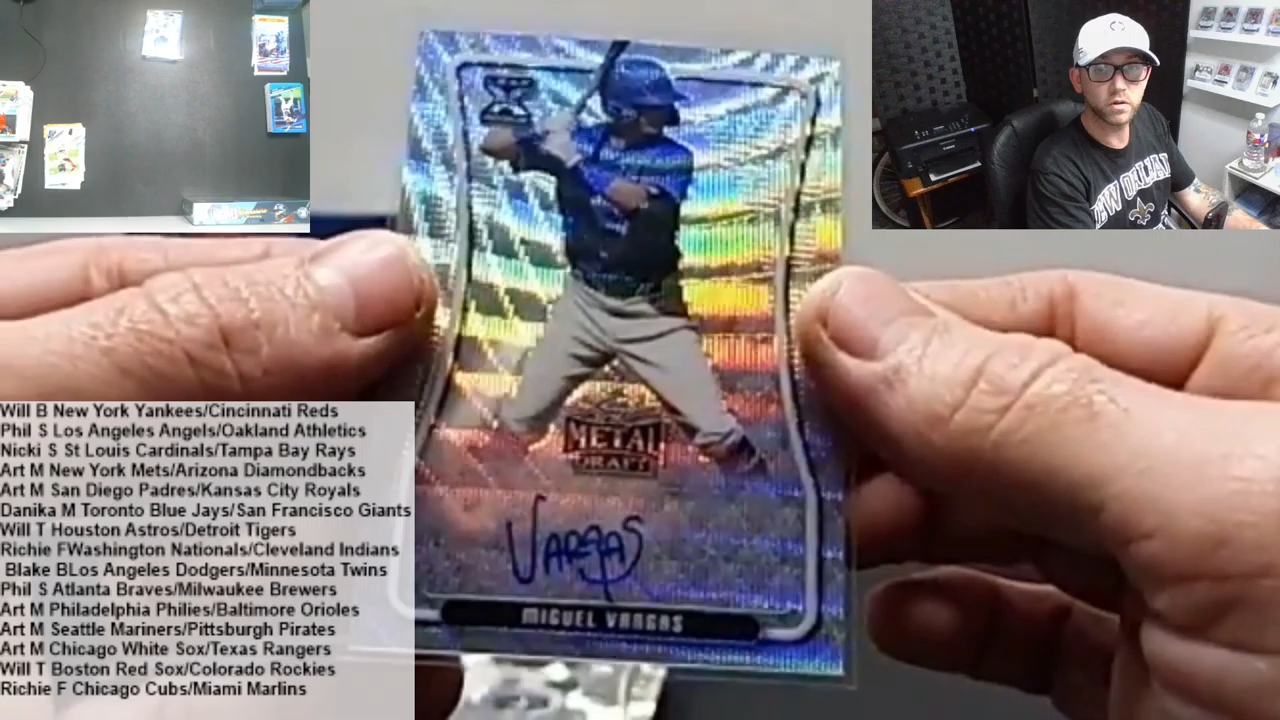 NEW ORLEAN
METAL
DRAFT
VARGAS
MIGUEL VARGAS
Will B New York Yankees/Cincinnati Reds
Phil S Los Angeles Angels/Oakland Athletics
Nicki S St Louis Cardinals/Tampa Bay Rays
Art M New York Mets/Arizona Diamondbacks
Art M San Diego Padres/Kansas City Royals
Danika M Toronto Blue Jays/San Francisco Giants
Will T Houston Astros/Detroit Tigers
Richie FWashington Nationals/Cleveland Indians
Blake BLos Angeles Dodgers/Minnesota Twins
Phil S Atlanta Braves/Milwaukee Brewers
Art M Philadelphia Philies/Baltimore Orioles
Art M Seattle Mariners/Pittsburgh Pirates
Art M Chicago White Sox/Texas Rangers
Will T Boston Red Sox/Colorado Rockies
Richie F Chicago Cubs/Miami Marlins